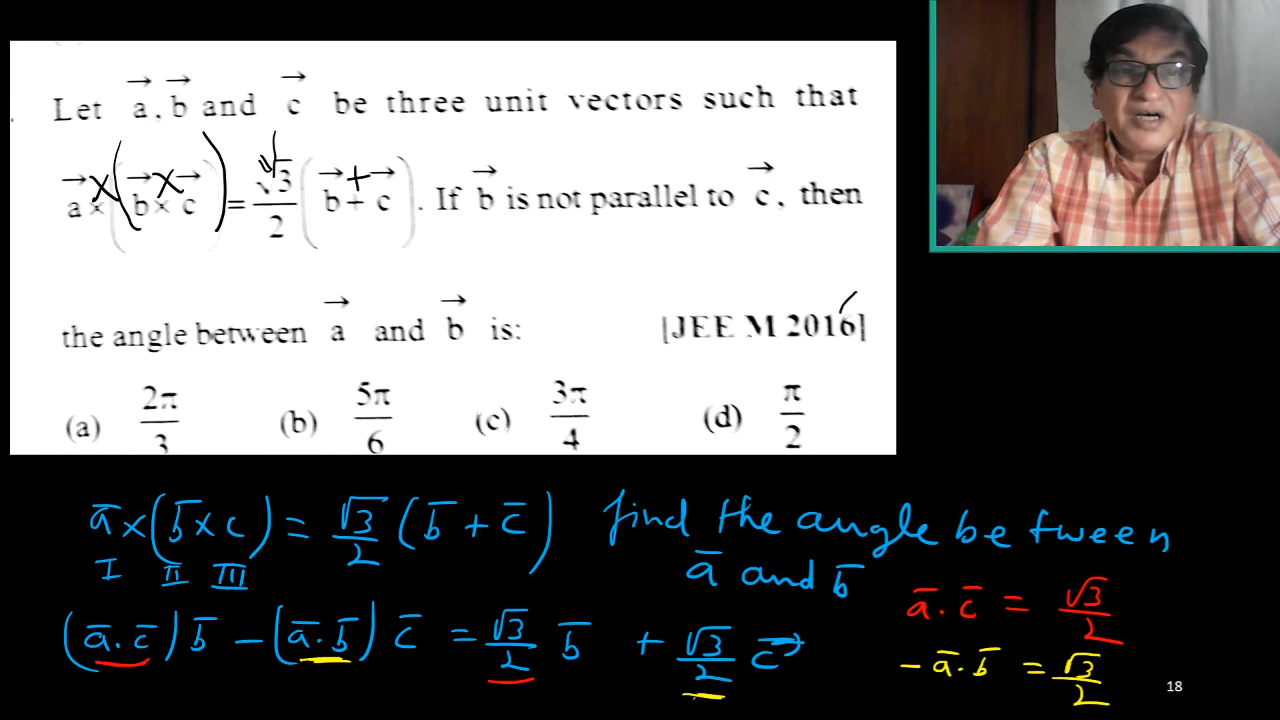 Let a⃗, b⃗ and c⃗ be three unit vectors such that
a⃗ × (b⃗ × c⃗) = √3/2 (b⃗ + c⃗). If b⃗ is not parallel to c⃗, then
the angle between a⃗ and b⃗ is: [JEE M 2016]
(a) 2π/3 (b) 5π/6 (c) 3π/4 (d) π/2
a̅ × (b̅ × c) = √3/2 (b̅ + c̅) find the angle between
I II III a̅ and b̅
a̅.c̅ = √3/2
(a̅.c̅) b̅ − (a̅.b̅) c̅ = √3/2 b̅ + √3/2 c⃗
− a̅.b̅ = √3/2
18